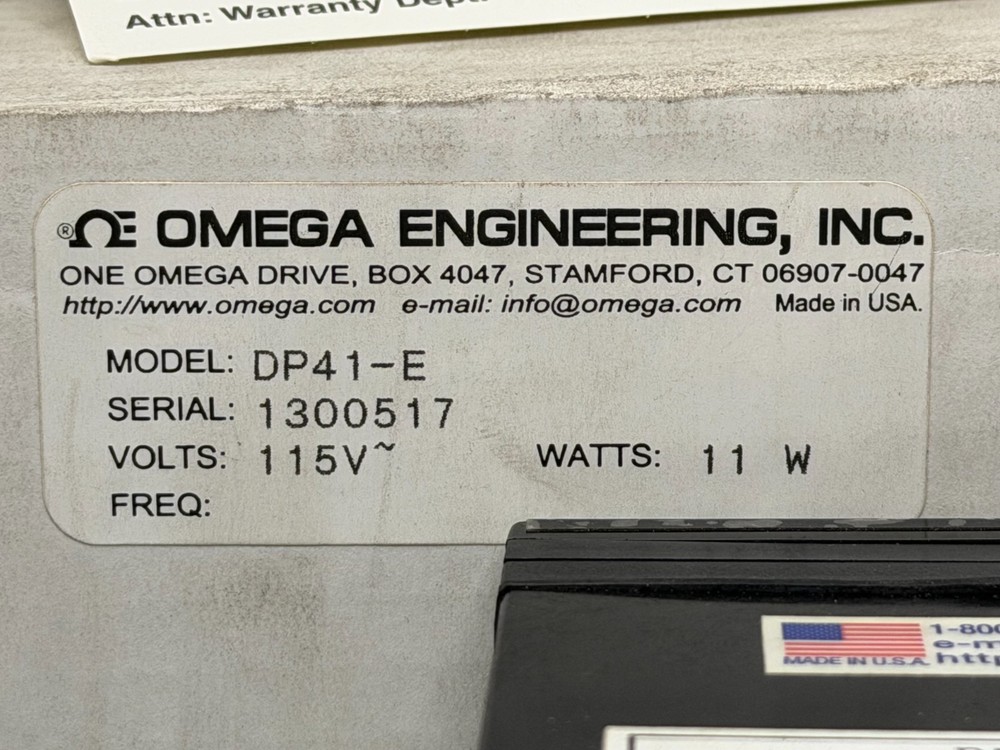 Attn: Warranty
® ΩE OMEGA ENGINEERING, INC.
ONE OMEGA DRIVE, BOX 4047, STAMFORD, CT 06907-0047
http://www.omega.com e-mail: info@omega.com Made in USA.
MODEL: DP41-E
SERIAL: 1300517
VOLTS: 115V~ WATTS: 11 W
FREQ:
MADE IN U.S.A.